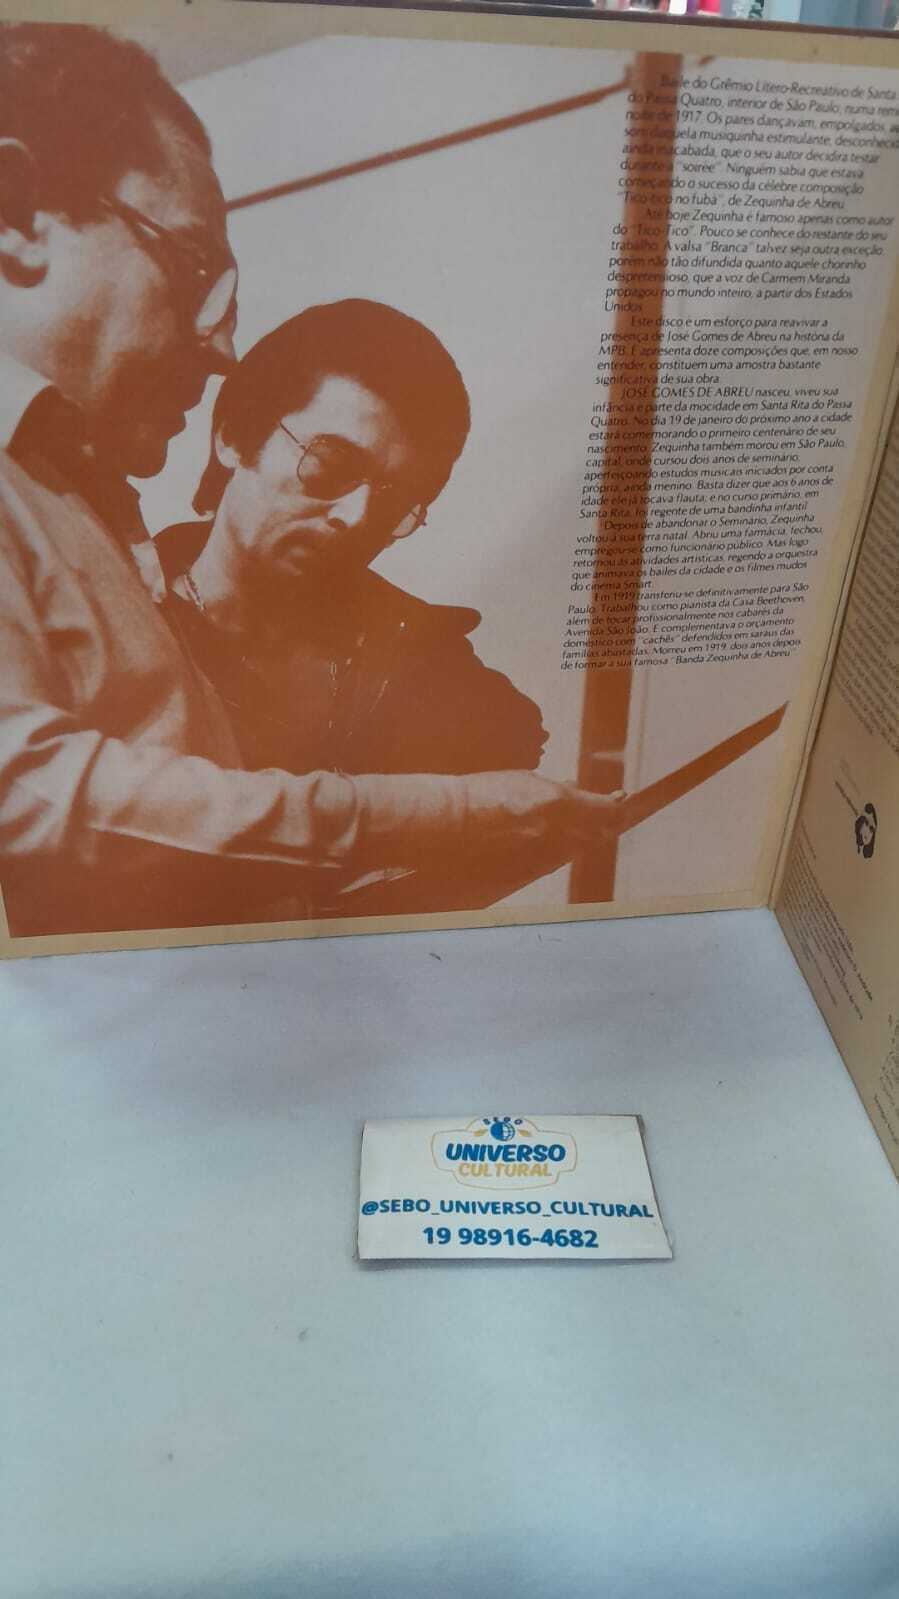 Baile do Grêmio Lítero-Recreativo de Santa
do Passa Quatro, interior de São Paulo, numa
noite de 1917. Os pares dançavam, empolgados,
som daquela musiquinha estimulante,
ainda inacabada, que o seu autor decidira testar
durante a "soirée". Ninguém sabia que estava
começando o sucesso da célebre composição
"Tico-tico no fubá", de Zequinha de Abreu.
Até hoje Zequinha é famoso apenas como autor
do "Tico-Tico". Pouco se conhece do restante do seu
trabalho. A valsa "Branca" talvez seja outra exceção,
porém não tão difundida quanto aquele chorinho
despretensioso, que a voz de Carmem Miranda
propagou no mundo inteiro, a partir dos Estados
Unidos.
Este disco é um esforço para reavivar a
presença de José Gomes de Abreu na história da
MPB. E apresenta doze composições que, em nosso
entender, constituem uma amostra bastante
significativa de sua obra.
JOSÉ GOMES DE ABREU nasceu, viveu sua
infância e parte da mocidade em Santa Rita do Passa
Quatro. No dia 19 de janeiro do próximo ano a cidade
estará comemorando o primeiro centenário de seu
nascimento. Zequinha também morou em São Paulo,
capital, onde cursou dois anos de seminário,
aperfeiçoando estudos musicais iniciados por conta
própria, ainda menino. Basta dizer que aos 6 anos de
idade ele já tocava flauta; e no curso primário, em
Santa Rita, foi regente de uma bandinha infantil.
Depois de abandonar o Seminário, Zequinha
voltou à sua terra natal. Abriu uma farmácia, fechou,
empregou-se como funcionário público. Mas logo
retornou às atividades artísticas, regendo a orquestra
que animava os bailes da cidade e os filmes mudos
do cinema Smart.
Em 1919 transferiu-se definitivamente para São
Paulo. Trabalhou como pianista da Casa Beethoven,
além de tocar profissionalmente nos cabarés da
Avenida São João. E complementava o orçamento
doméstico com "cachês" defendidos em saraus das
famílias abastadas. Morreu em 1919, dois anos depois
de formar a sua famosa "Banda Zequinha de Abreu".
SEBO
UNIVERSO
CULTURAL
@SEBO_UNIVERSO_CULTURAL
19 98916-4682